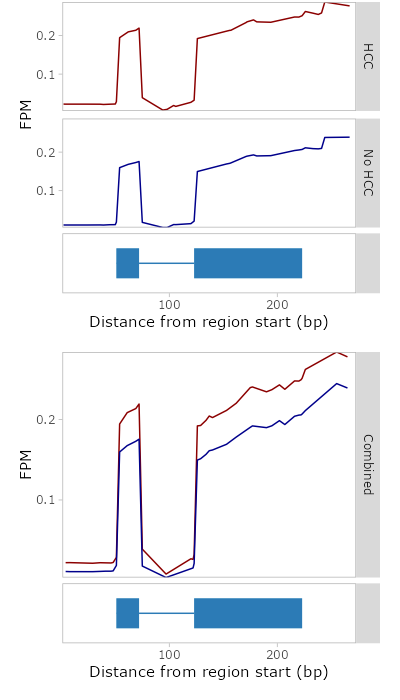 0.2
0.1
HCC
FPM
0.2
0.1
No HCC
100
200
Distance from region start (bp)
0.2
0.1
FPM
Combined
100
200
Distance from region start (bp)